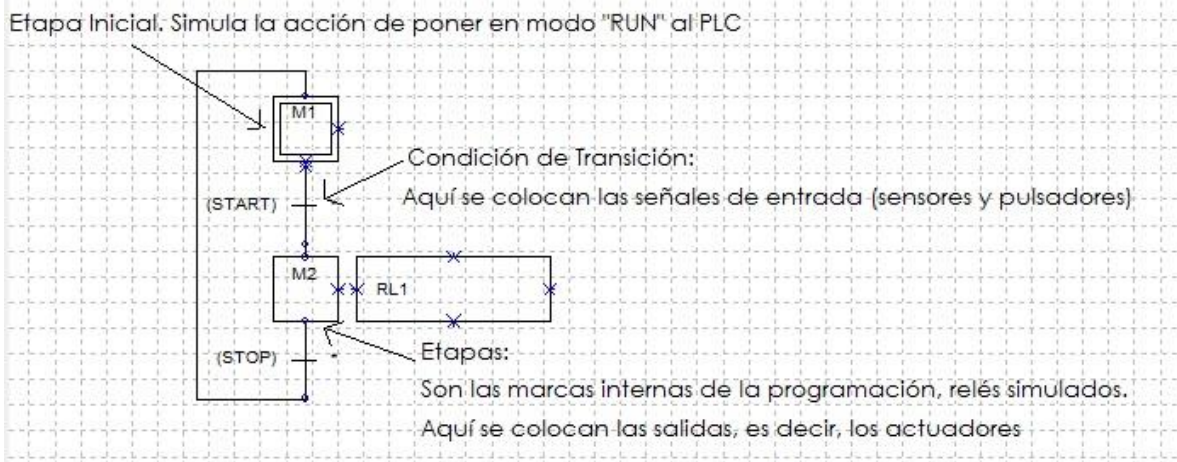 Etapa Inicial. Simula la acción de poner en modo "RUN" al PLC
M1
Condición de Transición:
(START)
Aquí se colocan las señales de entrada (sensores y pulsadores)
M2
RL1
(STOP)
Etapas:
Son las marcas internas de la programación, relés simulados.
Aquí se colocan las salidas, es decir, los actuadores